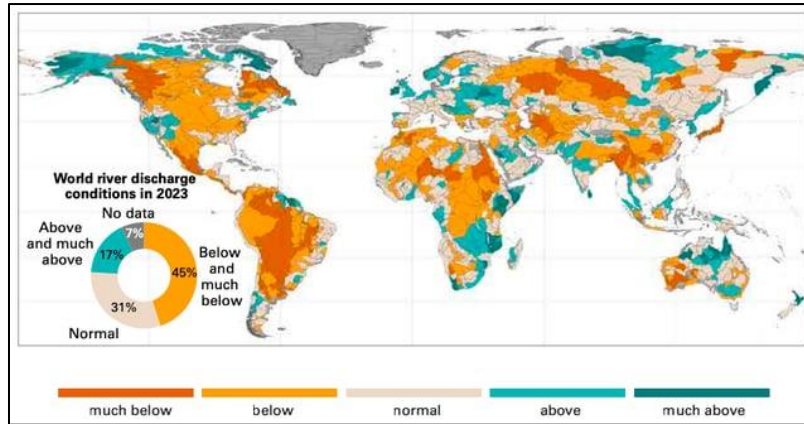 World river discharge
conditions in 2023
No data
7%
Above
and much
above
17%
Below and
much
below
45%
31%
Normal
much below
below
normal
above
much above